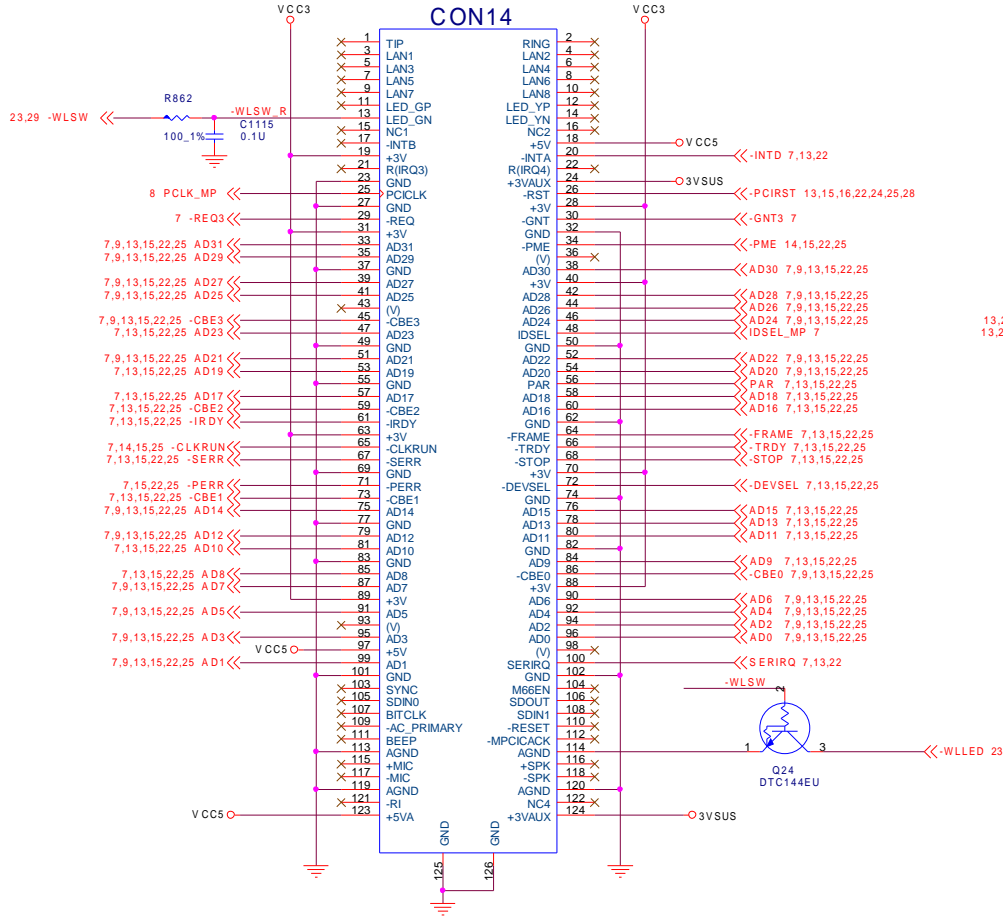 VCC3
CON14
VCC3
1 TIP RING 2
3 LAN1 LAN2 4
5 LAN3 LAN4 6
7 LAN5 LAN6 8
9 LAN7 LAN8 10
11 LED_GP LED_YP 12
R862
23,29 -WLSW -WLSW_R 13 LED_GN LED_YN 14
100_1% C1115 0.1U
15 NC1 NC2 16
17 -INTB +5V 18 VCC5
19 +3V -INTA 20 -INTD 7,13,22
21 R(IRQ3) R(IRQ4) 22
23 GND +3VAUX 24 3VSUS
8 PCLK_MP 25 PCICLK -RST 26 -PCIRST 13,15,16,22,24,25,28
27 GND +3V 28
7 -REQ3 29 -REQ -GNT 30 -GNT3 7
31 +3V GND 32
7,9,13,15,22,25 AD31 33 AD31 -PME 34 -PME 14,15,22,25
7,9,13,15,22,25 AD29 35 AD29 (V) 36
37 GND AD30 38 AD30 7,9,13,15,22,25
7,9,13,15,22,25 AD27 39 AD27 +3V 40
7,9,13,15,22,25 AD25 41 AD25 AD28 42 AD28 7,9,13,15,22,25
43 (V) AD26 44 AD26 7,9,13,15,22,25
7,9,13,15,22,25 -CBE3 45 -CBE3 AD24 46 AD24 7,9,13,15,22,25
7,13,15,22,25 AD23 47 AD23 IDSEL 48 IDSEL_MP 7
49 GND GND 50
7,9,13,15,22,25 AD21 51 AD21 AD22 52 AD22 7,9,13,15,22,25
7,13,15,22,25 AD19 53 AD19 AD20 54 AD20 7,9,13,15,22,25
55 GND PAR 56 PAR 7,13,15,22,25
7,13,15,22,25 AD17 57 AD17 AD18 58 AD18 7,13,15,22,25
7,13,15,22,25 -CBE2 59 -CBE2 AD16 60 AD16 7,13,15,22,25
7,13,15,22,25 -IRDY 61 -IRDY GND 62
63 +3V -FRAME 64 -FRAME 7,13,15,22,25
7,14,15,25 -CLKRUN 65 -CLKRUN -TRDY 66 -TRDY 7,13,15,22,25
7,13,15,22,25 -SERR 67 -SERR -STOP 68 -STOP 7,13,15,22,25
69 GND +3V 70
7,15,22,25 -PERR 71 -PERR -DEVSEL 72 -DEVSEL 7,13,15,22,25
7,13,15,22,25 -CBE1 73 -CBE1 GND 74
7,9,13,15,22,25 AD14 75 AD14 AD15 76 AD15 7,13,15,22,25
77 GND AD13 78 AD13 7,13,15,22,25
7,9,13,15,22,25 AD12 79 AD12 AD11 80 AD11 7,13,15,22,25
7,13,15,22,25 AD10 81 AD10 GND 82
83 GND AD9 84 AD9 7,13,15,22,25
7,13,15,22,25 AD8 85 AD8 -CBE0 86 -CBE0 7,9,13,15,22,25
7,9,13,15,22,25 AD7 87 AD7 +3V 88
89 +3V AD6 90 AD6 7,9,13,15,22,25
7,9,13,15,22,25 AD5 91 AD5 AD4 92 AD4 7,9,13,15,22,25
93 (V) AD2 94 AD2 7,9,13,15,22,25
7,9,13,15,22,25 AD3 95 AD3 AD0 96 AD0 7,9,13,15,22,25
VCC5 97 +5V (V) 98
7,9,13,15,22,25 AD1 99 AD1 SERIRQ 100 SERIRQ 7,13,22
101 GND GND 102
103 SYNC M66EN 104
105 SDIN0 SDOUT 106
107 BITCLK SDIN1 108
109 -AC_PRIMARY -RESET 110
111 BEEP -MPCICACK 112
113 AGND AGND 114
115 +MIC +SPK 116
117 -MIC -SPK 118
119 AGND AGND 120
121 -RI NC4 122
VCC5 123 +5VA +3VAUX 124 3VSUS
GND GND
125 126
-WLSW
2
1 3 -WLLED 23
Q24
DTC144EU